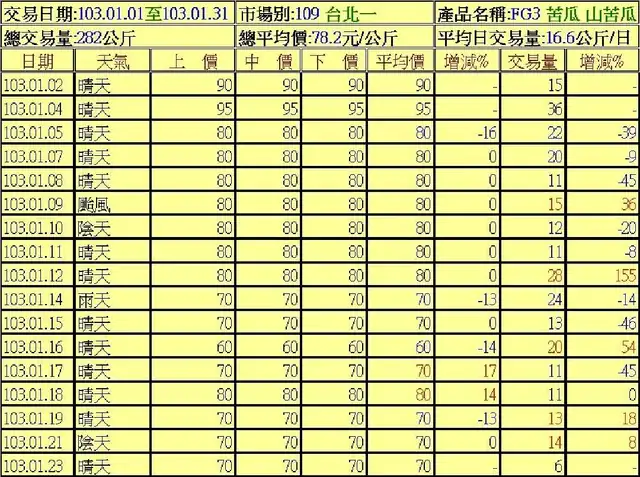 交易日期:103.01.01至103.01.31 市場別:109 台北一 產品名稱:FG3 苦瓜 山苦瓜
總交易量:282公斤 總平均價:78.2元/公斤 平均日交易量:16.6公斤/日
日期 天氣 上 價 中 價 下 價 平均價 增減% 交易量 增減%
103.01.02 晴天 90 90 90 90 - 15 -
103.01.04 晴天 95 95 95 95 - 36 -
103.01.05 晴天 80 80 80 80 -16 22 -39
103.01.07 晴天 80 80 80 80 0 20 -9
103.01.08 晴天 80 80 80 80 0 11 -45
103.01.09 颱風 80 80 80 80 0 15 36
103.01.10 陰天 80 80 80 80 0 12 -20
103.01.11 晴天 80 80 80 80 0 11 -8
103.01.12 晴天 80 80 80 80 0 28 155
103.01.14 雨天 70 70 70 70 -13 24 -14
103.01.15 晴天 70 70 70 70 0 13 -46
103.01.16 晴天 60 60 60 60 -14 20 54
103.01.17 晴天 70 70 70 70 17 11 -45
103.01.18 晴天 80 80 80 80 14 11 0
103.01.19 晴天 70 70 70 70 -13 13 18
103.01.21 陰天 70 70 70 70 0 14 8
103.01.23 晴天 70 70 70 70 - 6 -